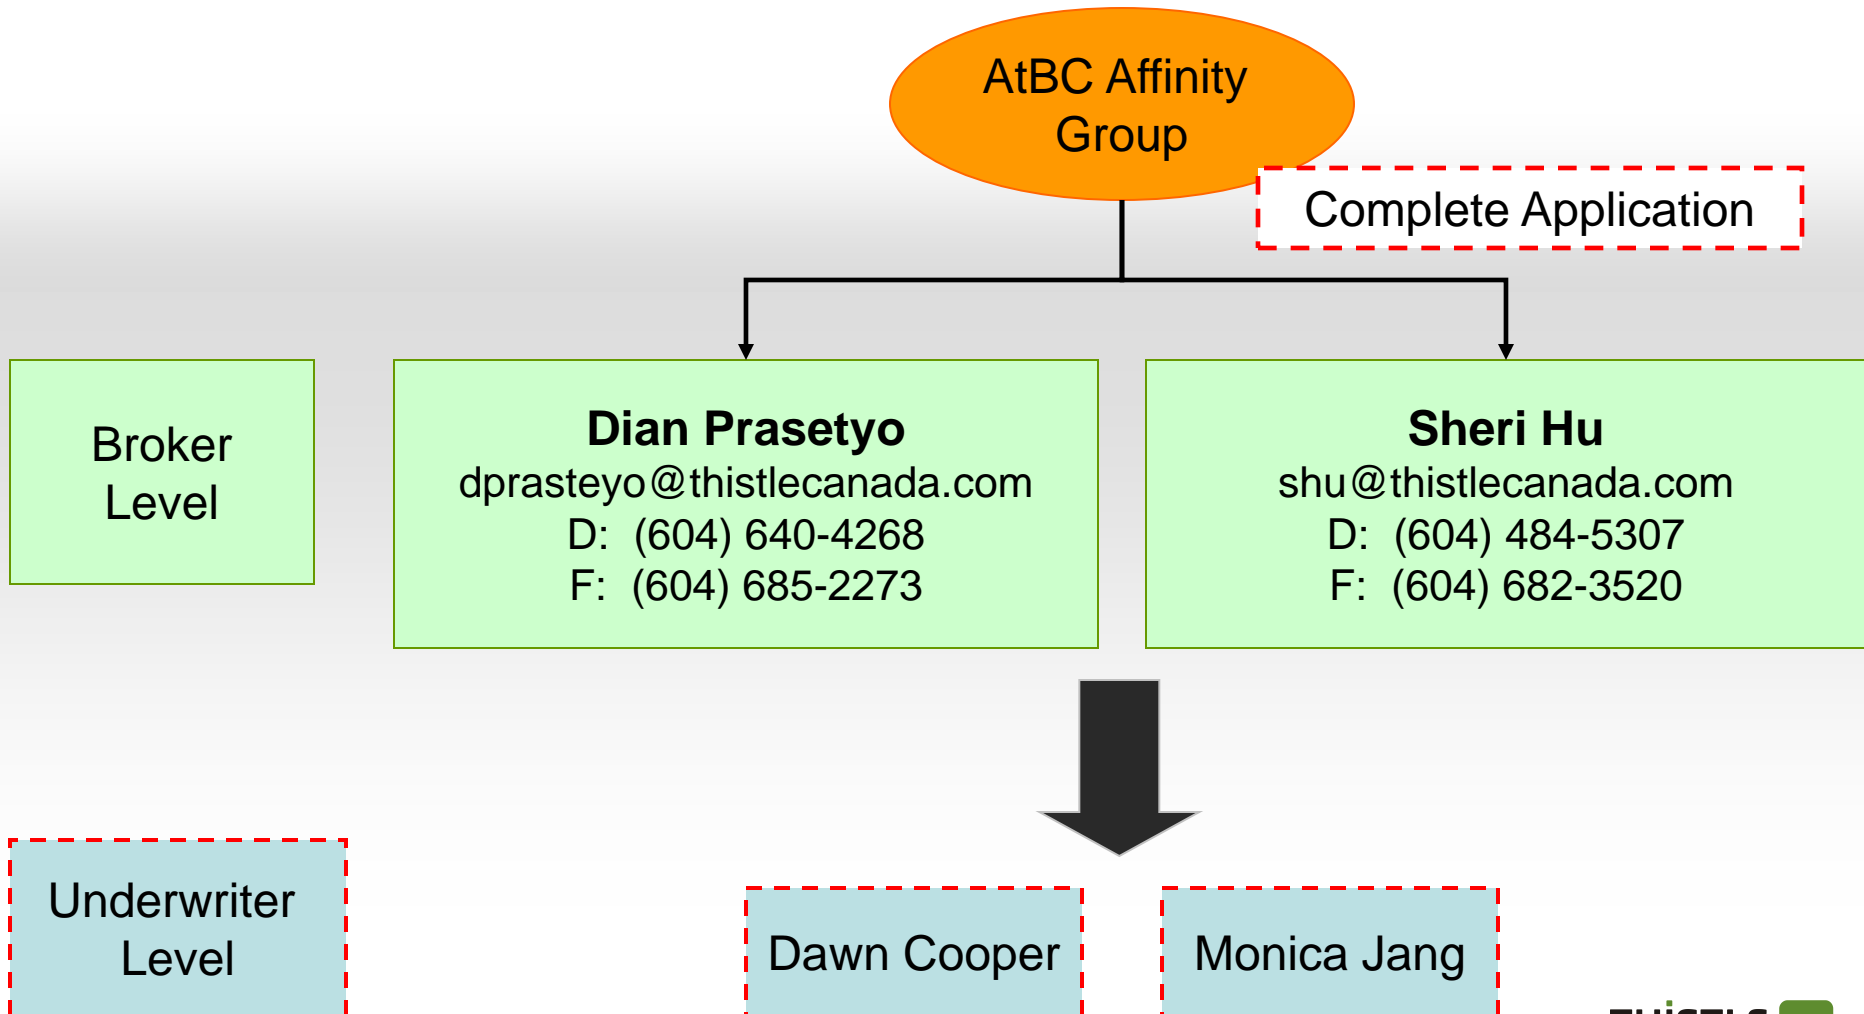 AtBC Affinity
Group
Complete Application
Broker
Level
Dian Prasetyo
dprasteyo@thistlecanada.com
D: (604) 640-4268
F: (604) 685-2273
Sheri Hu
shu@thistlecanada.com
D: (604) 484-5307
F: (604) 682-3520
Underwriter
Level
Dawn Cooper
Monica Jang